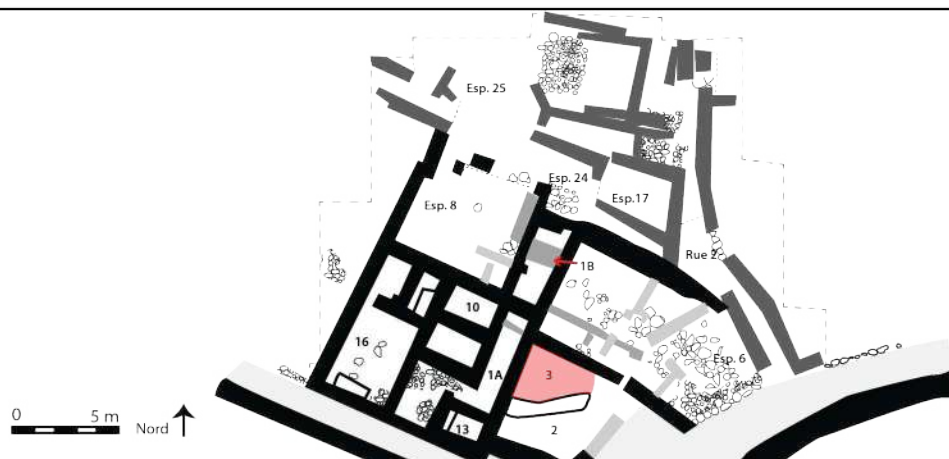 Esp. 25
Esp. 24
Esp.17
Esp. 8
Rue 2
1B
10
16
Esp. 6
3
1A
0 5 m
Nord
13
2